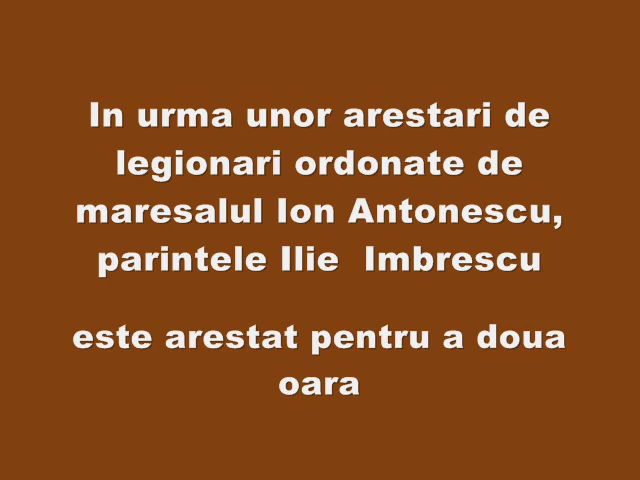 In urma unor arestari de
legionari ordonate de
maresalul Ion Antonescu,
parintele Ilie Imbrescu
este arestat pentru a doua
oara